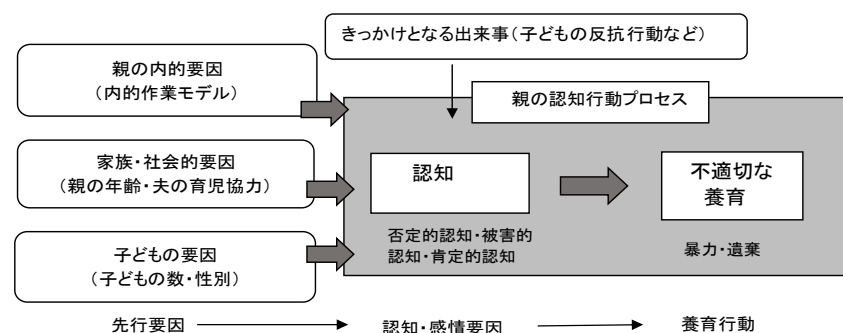 きっかけとなる出来事(子どもの反抗行動など)
親の内的要因
(内的作業モデル)
親の認知行動プロセス
家族・社会的要因
(親の年齢・夫の育児協力)
認知
不適切な
養育
否定的認知・被害的
認知・肯定的認知
暴力・遺棄
子どもの要因
(子どもの数・性別)
先行要因
認知・感情要因
養育行動